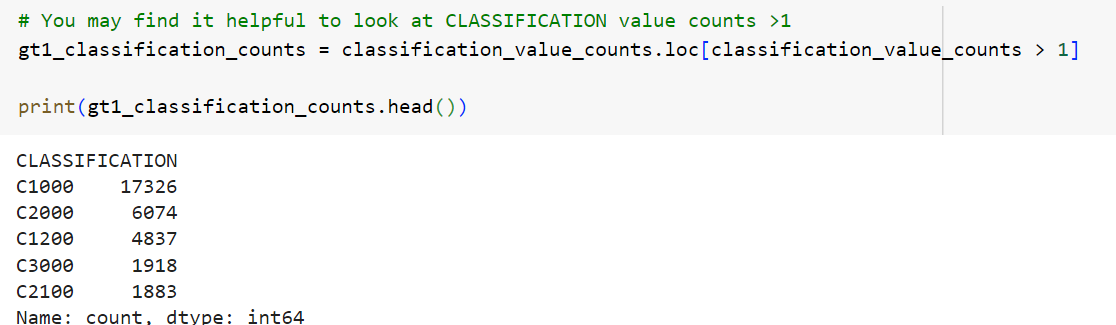 # You may find it helpful to look at CLASSIFICATION value counts >1
gt1_classification_counts = classification_value_counts.loc[classification_value_counts > 1]
print(gt1_classification_counts.head())
CLASSIFICATION
C1000    17326
C2000     6074
C1200     4837
C3000     1918
C2100     1883
Name: count, dtype: int64